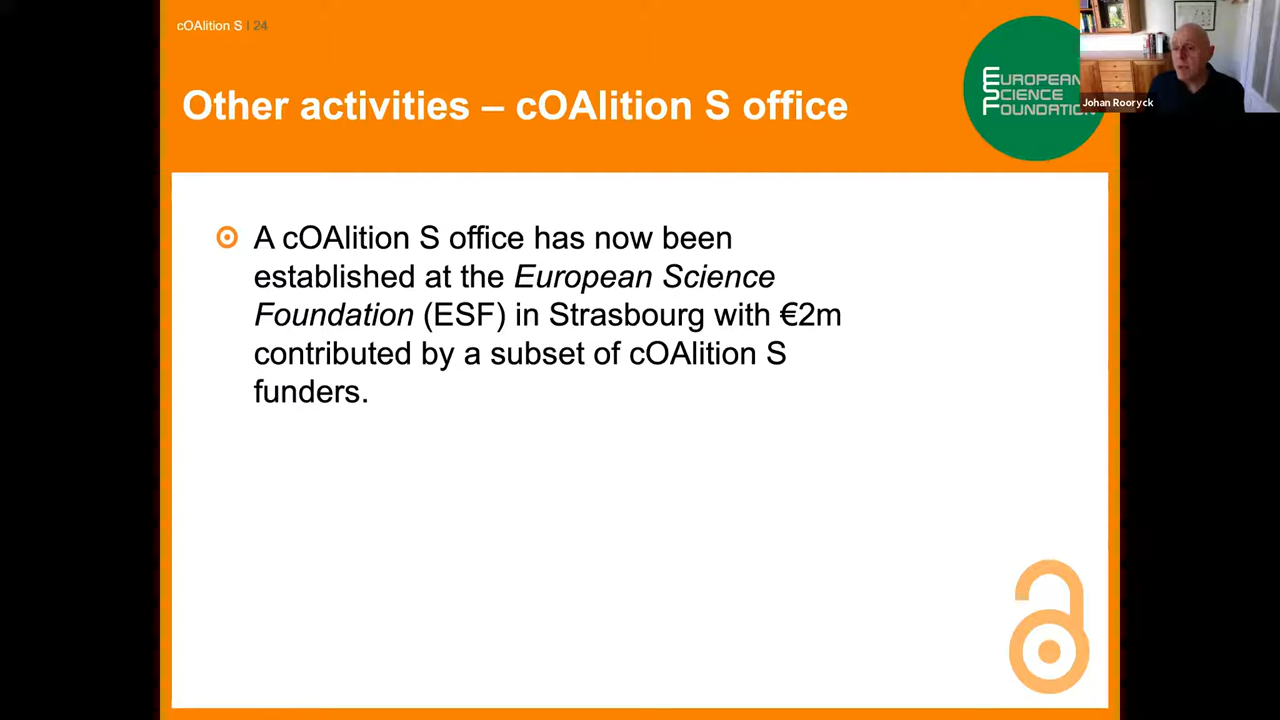 cOAlition S | 24
Other activities – cOAlition S office
EUROPEAN
SCIENCE
FOUNDATION
Johan Rooryck
A cOAlition S office has now been
established at the European Science
Foundation (ESF) in Strasbourg with €2m
contributed by a subset of cOAlition S
funders.